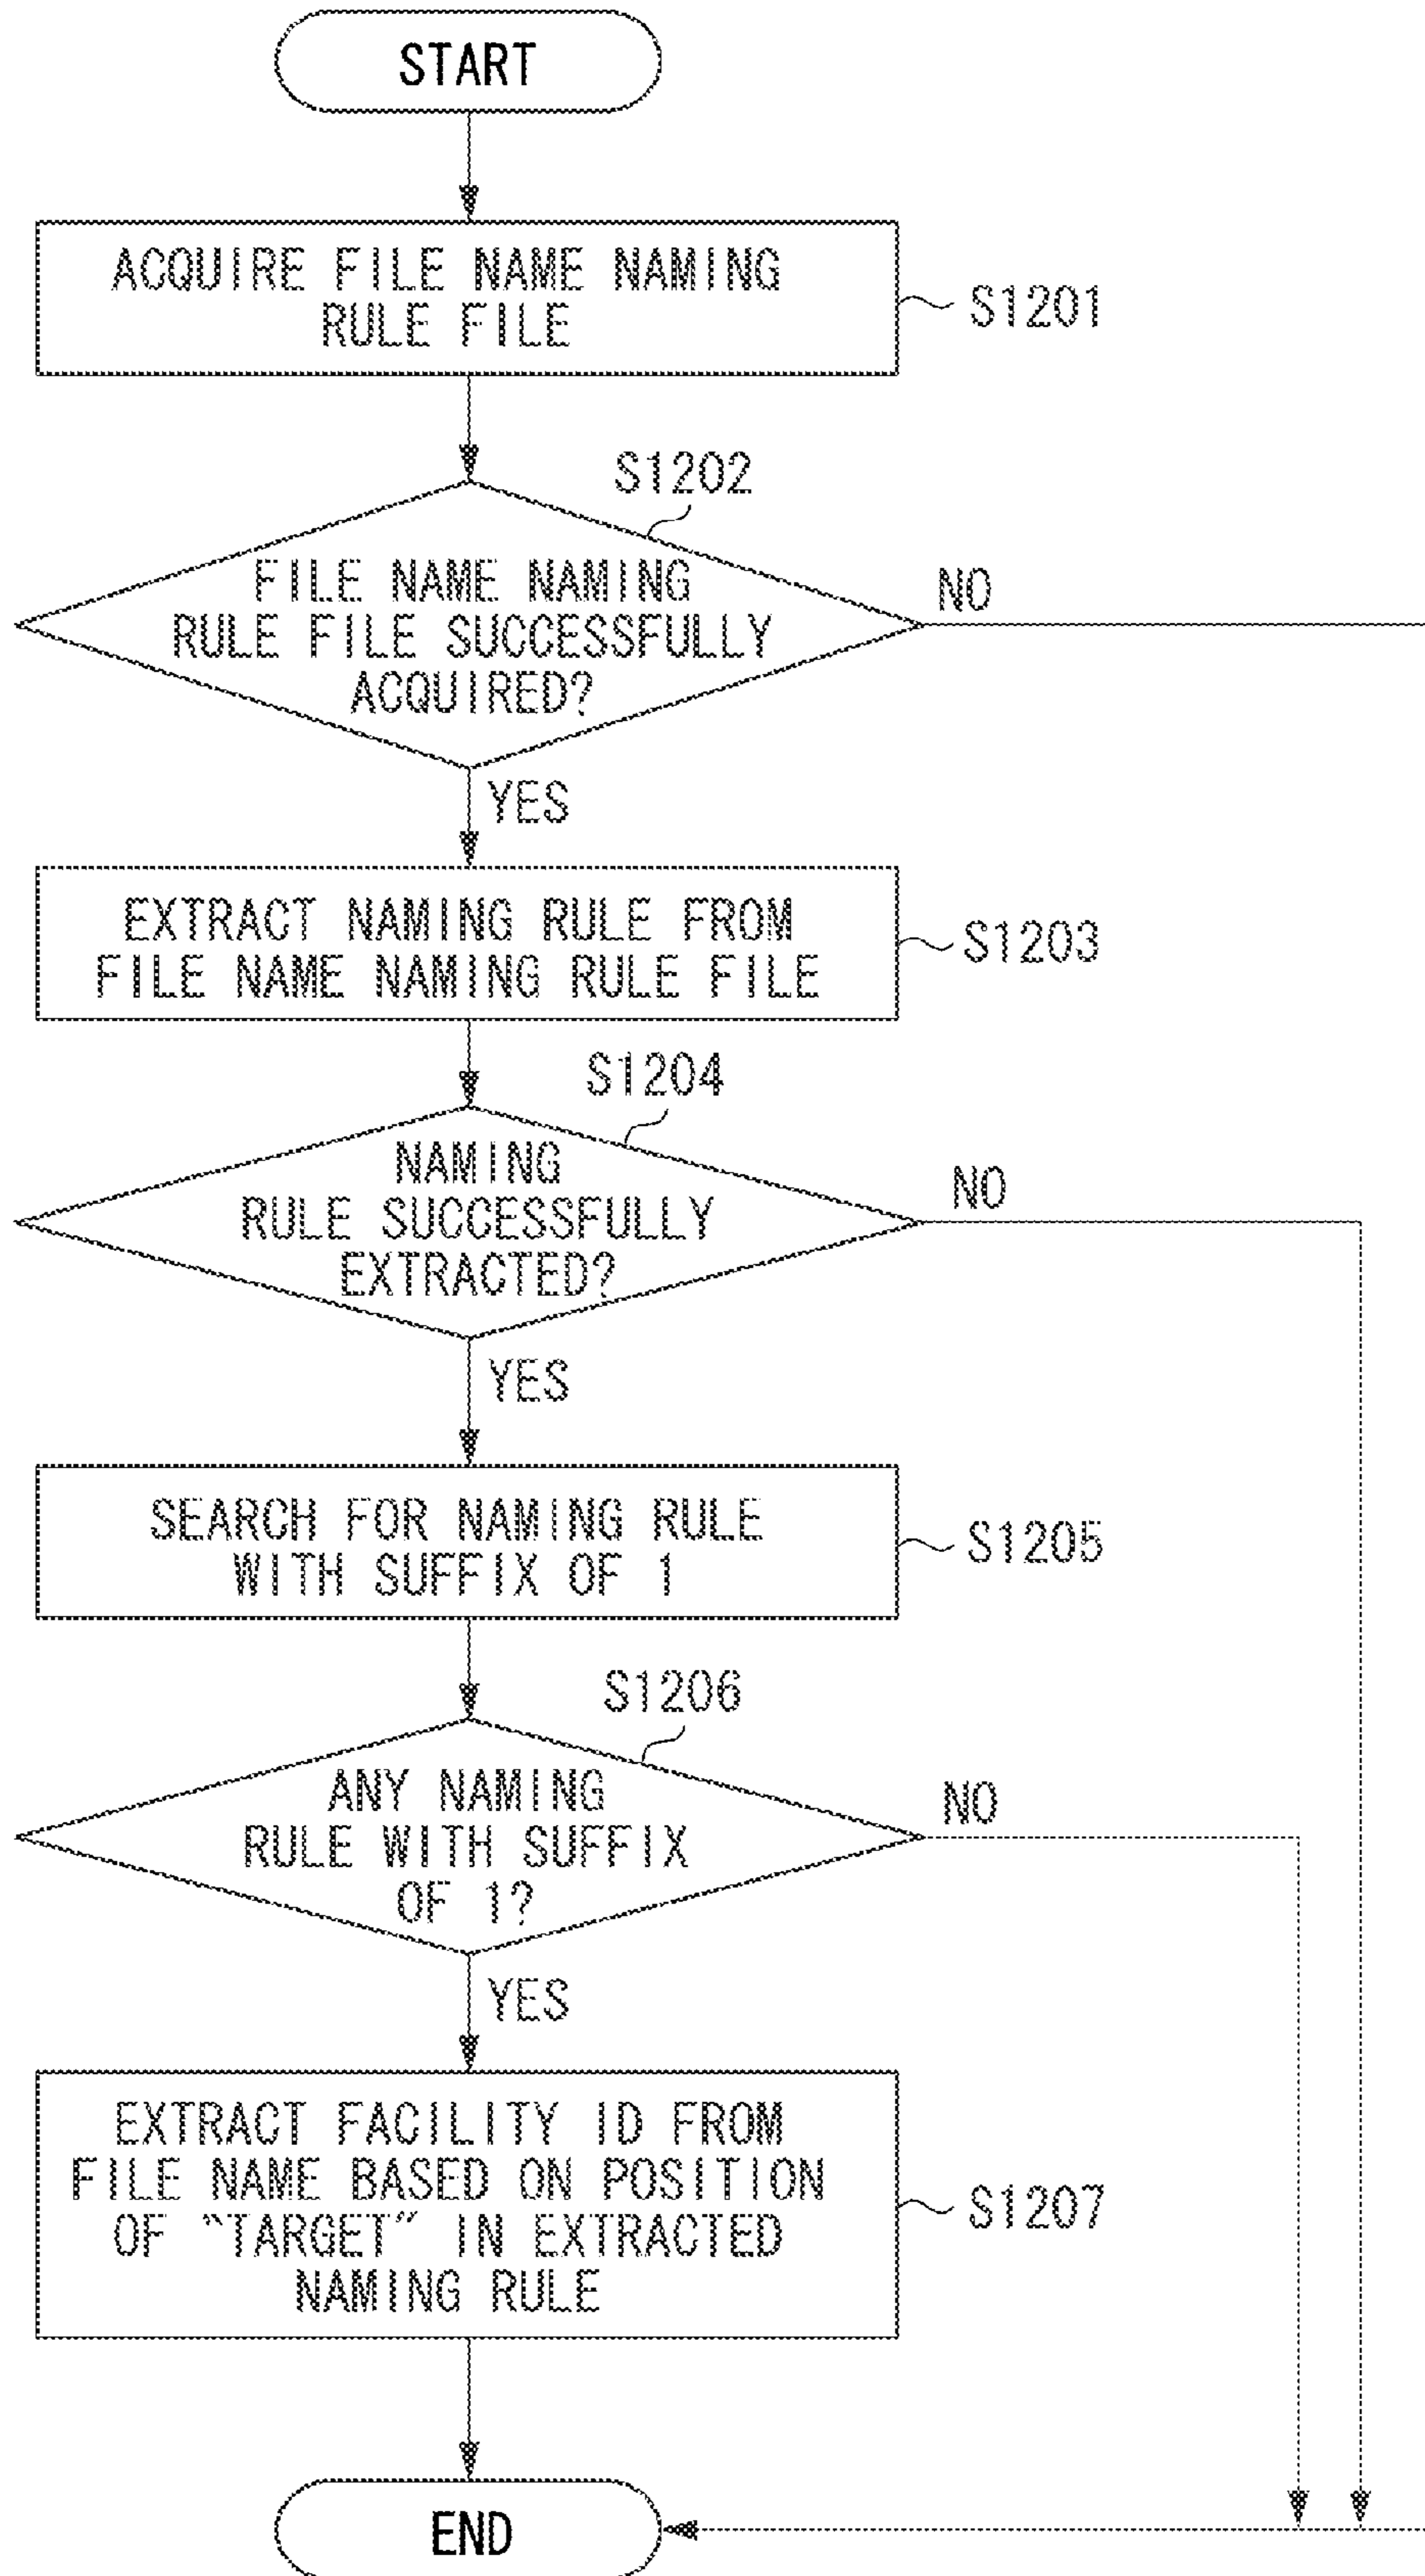 START
ACQUIRE FILE NAME NAMING
RULE FILE
S1201
S1202
FILE NAME NAMING
RULE FILE SUCCESSFULLY
ACQUIRED?
NO
YES
EXTRACT NAMING RULE FROM
FILE NAME NAMING RULE FILE
S1203
S1204
NAMING
RULE SUCCESSFULLY
EXTRACTED?
NO
YES
SEARCH FOR NAMING RULE
WITH SUFFIX OF 1
S1205
S1206
ANY NAMING
RULE WITH SUFFIX
OF 1?
NO
YES
EXTRACT FACILITY ID FROM
FILE NAME BASED ON POSITION
OF "TARGET" IN EXTRACTED
NAMING RULE
S1207
END